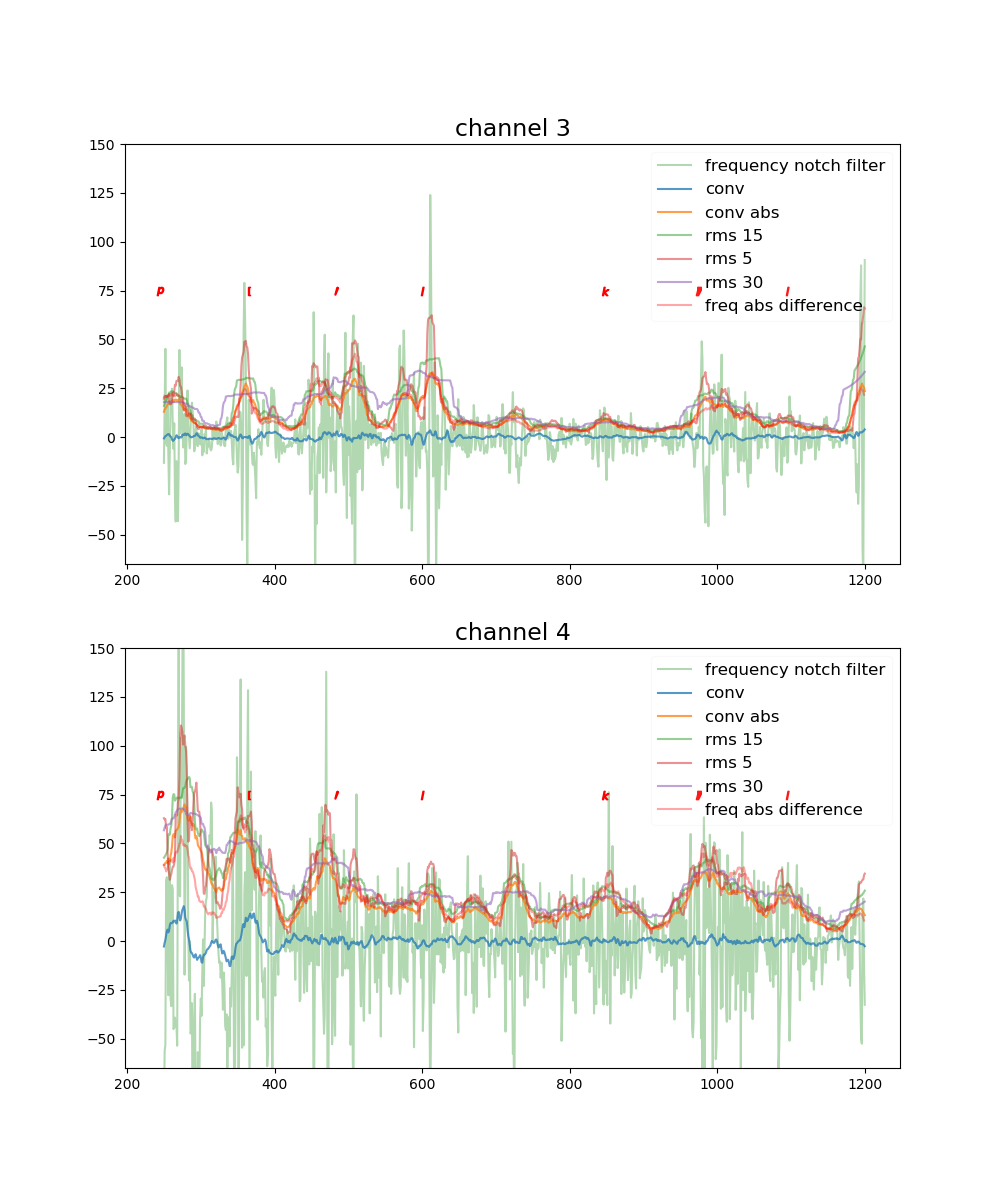 channel 3
150
125
100
75
50
25
0
−25
−50
200
400
600
800
1000
1200
frequency notch filter
conv
conv abs
rms 15
rms 5
rms 30
freq abs difference
p
l
k
l
channel 4
150
125
100
75
50
25
0
−25
−50
200
400
600
800
1000
1200
frequency notch filter
conv
conv abs
rms 15
rms 5
rms 30
freq abs difference
p
l
k
l